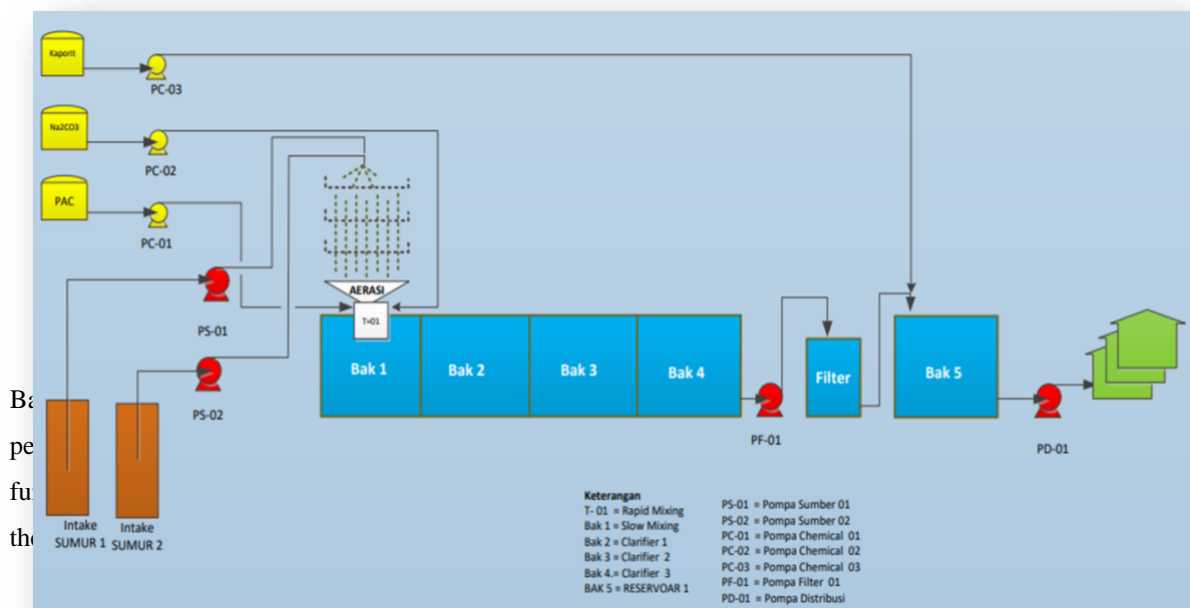 Kaporit
PC-03
Na2CO3
PC-02
PAC
PC-01
AERASI
T=01
PS-01
PS-02
Bak 1
Bak 2
Bak 3
Bak 4
Filter
Bak 5
PF-01
PD-01
Intake
SUMUR 1
Intake
SUMUR 2
Keterangan
T- 01 = Rapid Mixing
Bak 1 = Slow Mixing
Bak 2 = Clarifier 1
Bak 3 = Clarifier 2
Bak 4.= Clarifier 3
BAK 5 = RESERVOAR 1
PS-01 = Pompa Sumber 01
PS-02 = Pompa Sumber 02
PC-01 = Pompa Chemical 01
PC-02 = Pompa Chemical 02
PC-03 = Pompa Chemical 03
PF-01 = Pompa Filter 01
PD-01 = Pompa Distribusi